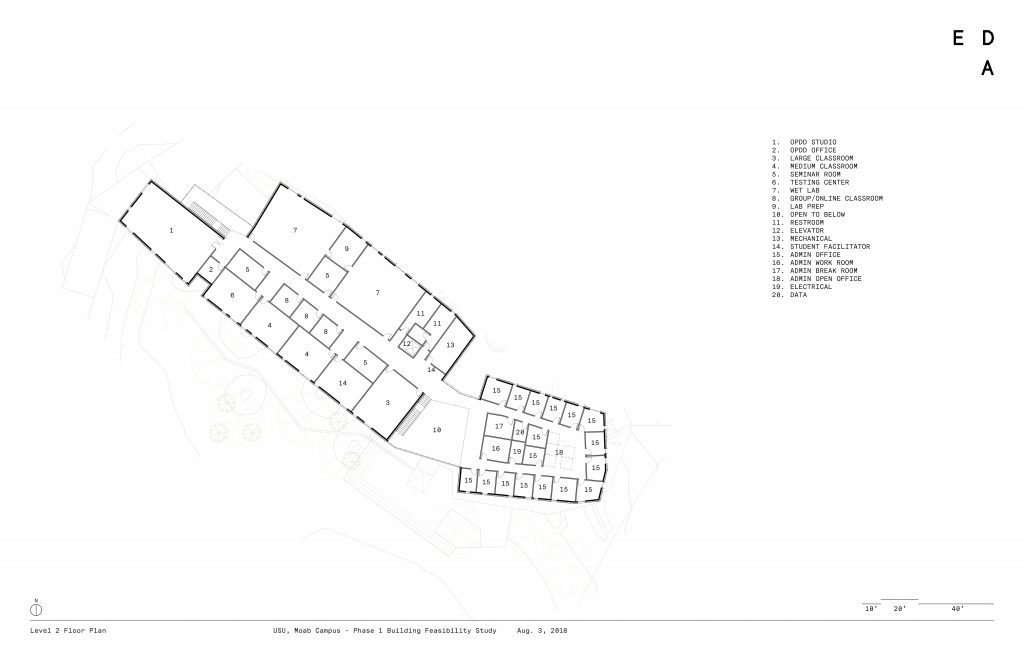 E D
A
1. OPDD STUDIO
2. OPDD OFFICE
3. LARGE CLASSROOM
4. MEDIUM CLASSROOM
5. SEMINAR ROOM
6. TESTING CENTER
7. WET LAB
8. GROUP/ONLINE CLASSROOM
9. LAB PREP
10. OPEN TO BELOW
11. RESTROOM
12. ELEVATOR
13. MECHANICAL
14. STUDENT FACILITATOR
15. ADMIN OFFICE
16. ADMIN WORK ROOM
17. ADMIN BREAK ROOM
18. ADMIN OPEN OFFICE
19. ELECTRICAL
20. DATA
1
7
9
2
5
5
7
6
8
8
8
4
4
11
11
12
13
5
14
14
3
10
15
15
15
15
15
15
17
20
15
15
16
19
15
18
15
15
15
15
15
15
15
15
N
10' 20' 40'
Level 2 Floor Plan USU, Moab Campus - Phase 1 Building Feasibility Study Aug. 3, 2018